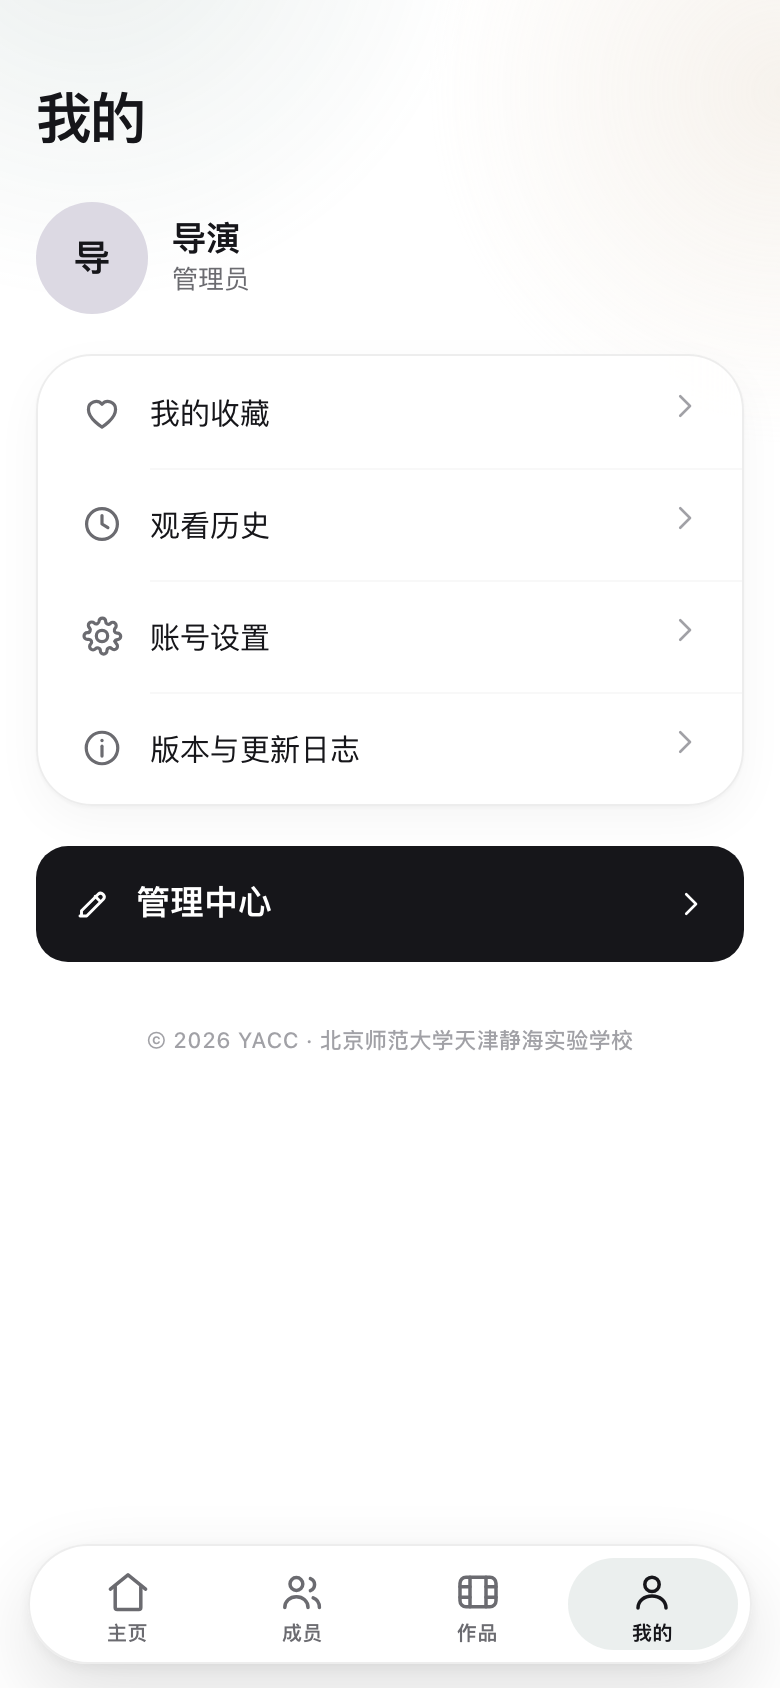 我的
导
导演
管理员
我的收藏
观看历史
账号设置
版本与更新日志
管理中心
© 2026 YACC · 北京师范大学天津静海实验学校
主页
成员
作品
我的